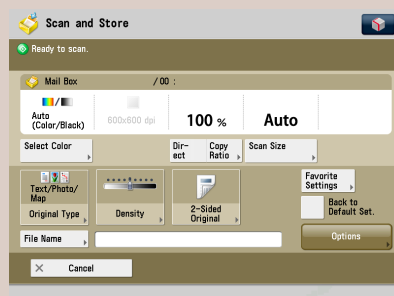 Scan and Store
Ready to scan.
Mail Box /00 :
Auto
(Color/Black)
600x600 dpi
100 %
Auto
Select Color
Dir-
ect
Copy
Ratio
Scan Size
Text/Photo/
Map
Original Type
Density
2-Sided
Original
Favorite
Settings
Back to
Default Set.
File Name
Options
Cancel